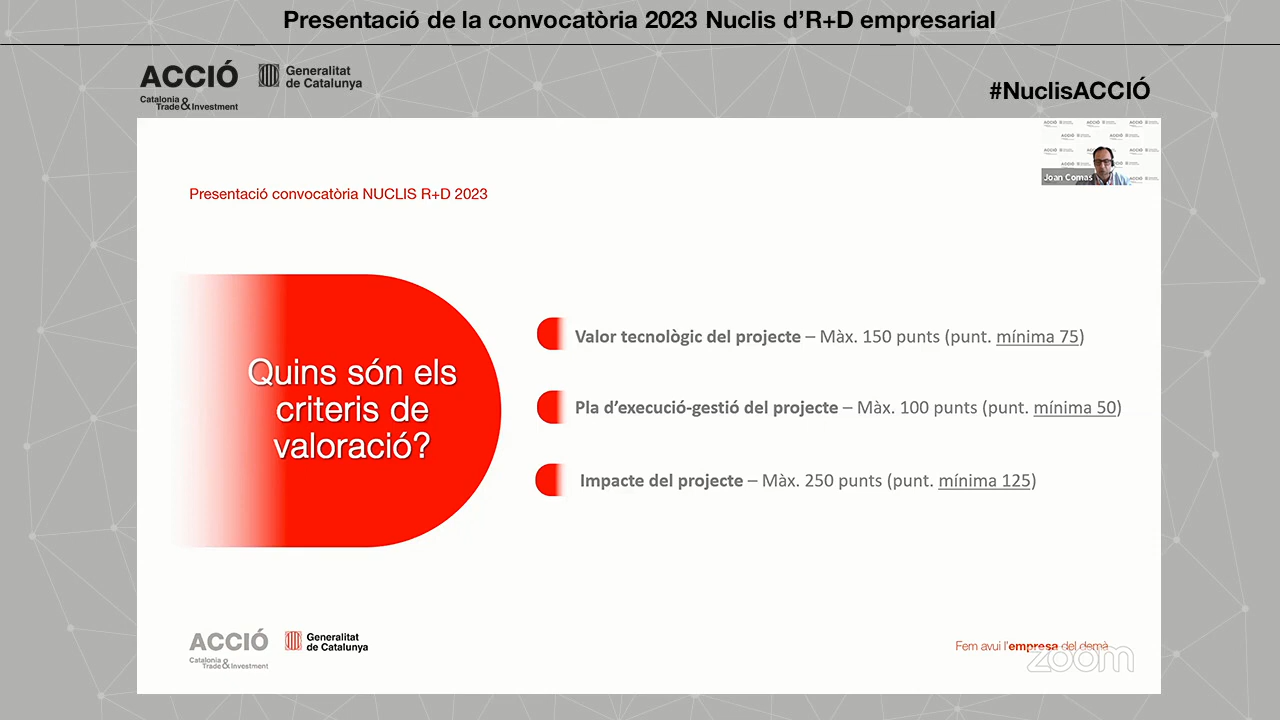 Presentació de la convocatòria 2023 Nuclis d'R+D empresarial
ACCIÓ
Catalonia
Trade & Investment
Generalitat
de Catalunya
#NuclisACCIÓ
Joan Comas
Presentació convocatòria NUCLIS R+D 2023
Quins són els
criteris de
valoració?
Valor tecnològic del projecte – Màx. 150 punts (punt. mínima 75)
Pla d'execució-gestió del projecte – Màx. 100 punts (punt. mínima 50)
Impacte del projecte – Màx. 250 punts (punt. mínima 125)
ACCIÓ
Catalonia
Trade & Investment
Generalitat
de Catalunya
Fem avui l'empresa del demà
zoom